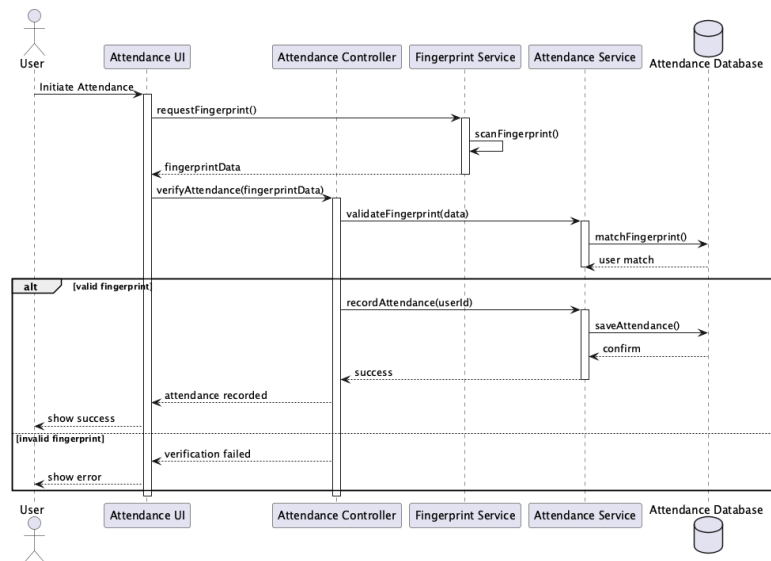 User
Attendance UI
Attendance Controller
Fingerprint Service
Attendance Service
Attendance Database
Initiate Attendance
requestFingerprint()
scanFingerprint()
fingerprintData
verifyAttendance(fingerprintData)
validateFingerprint(data)
matchFingerprint()
user match
alt
[valid fingerprint]
recordAttendance(userId)
saveAttendance()
confirm
success
attendance recorded
show success
[invalid fingerprint]
verification failed
show error
User
Attendance UI
Attendance Controller
Fingerprint Service
Attendance Service
Attendance Database